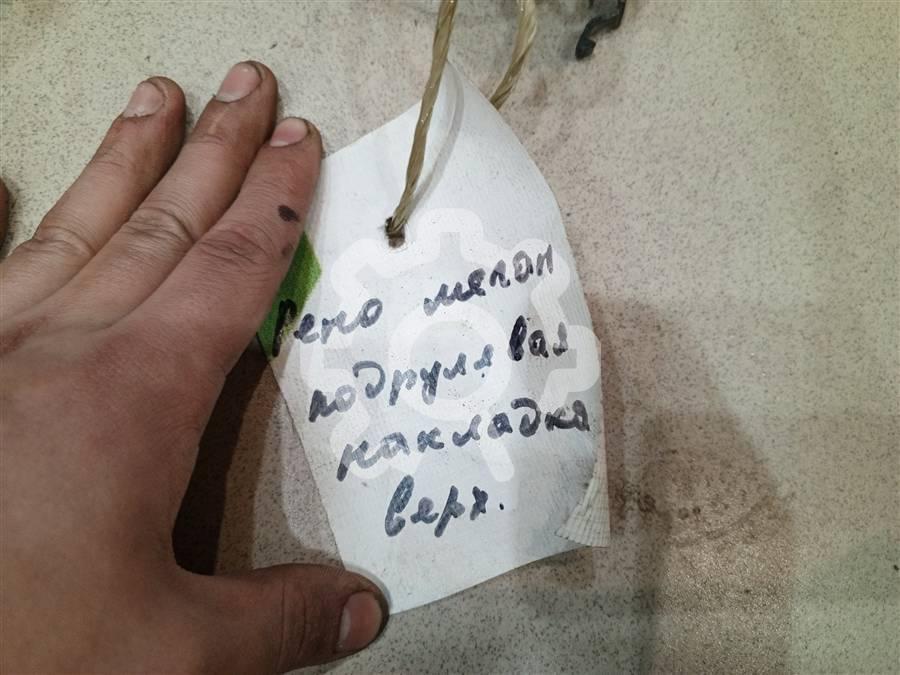 Рено меган
подрулевая
накладка
верх.